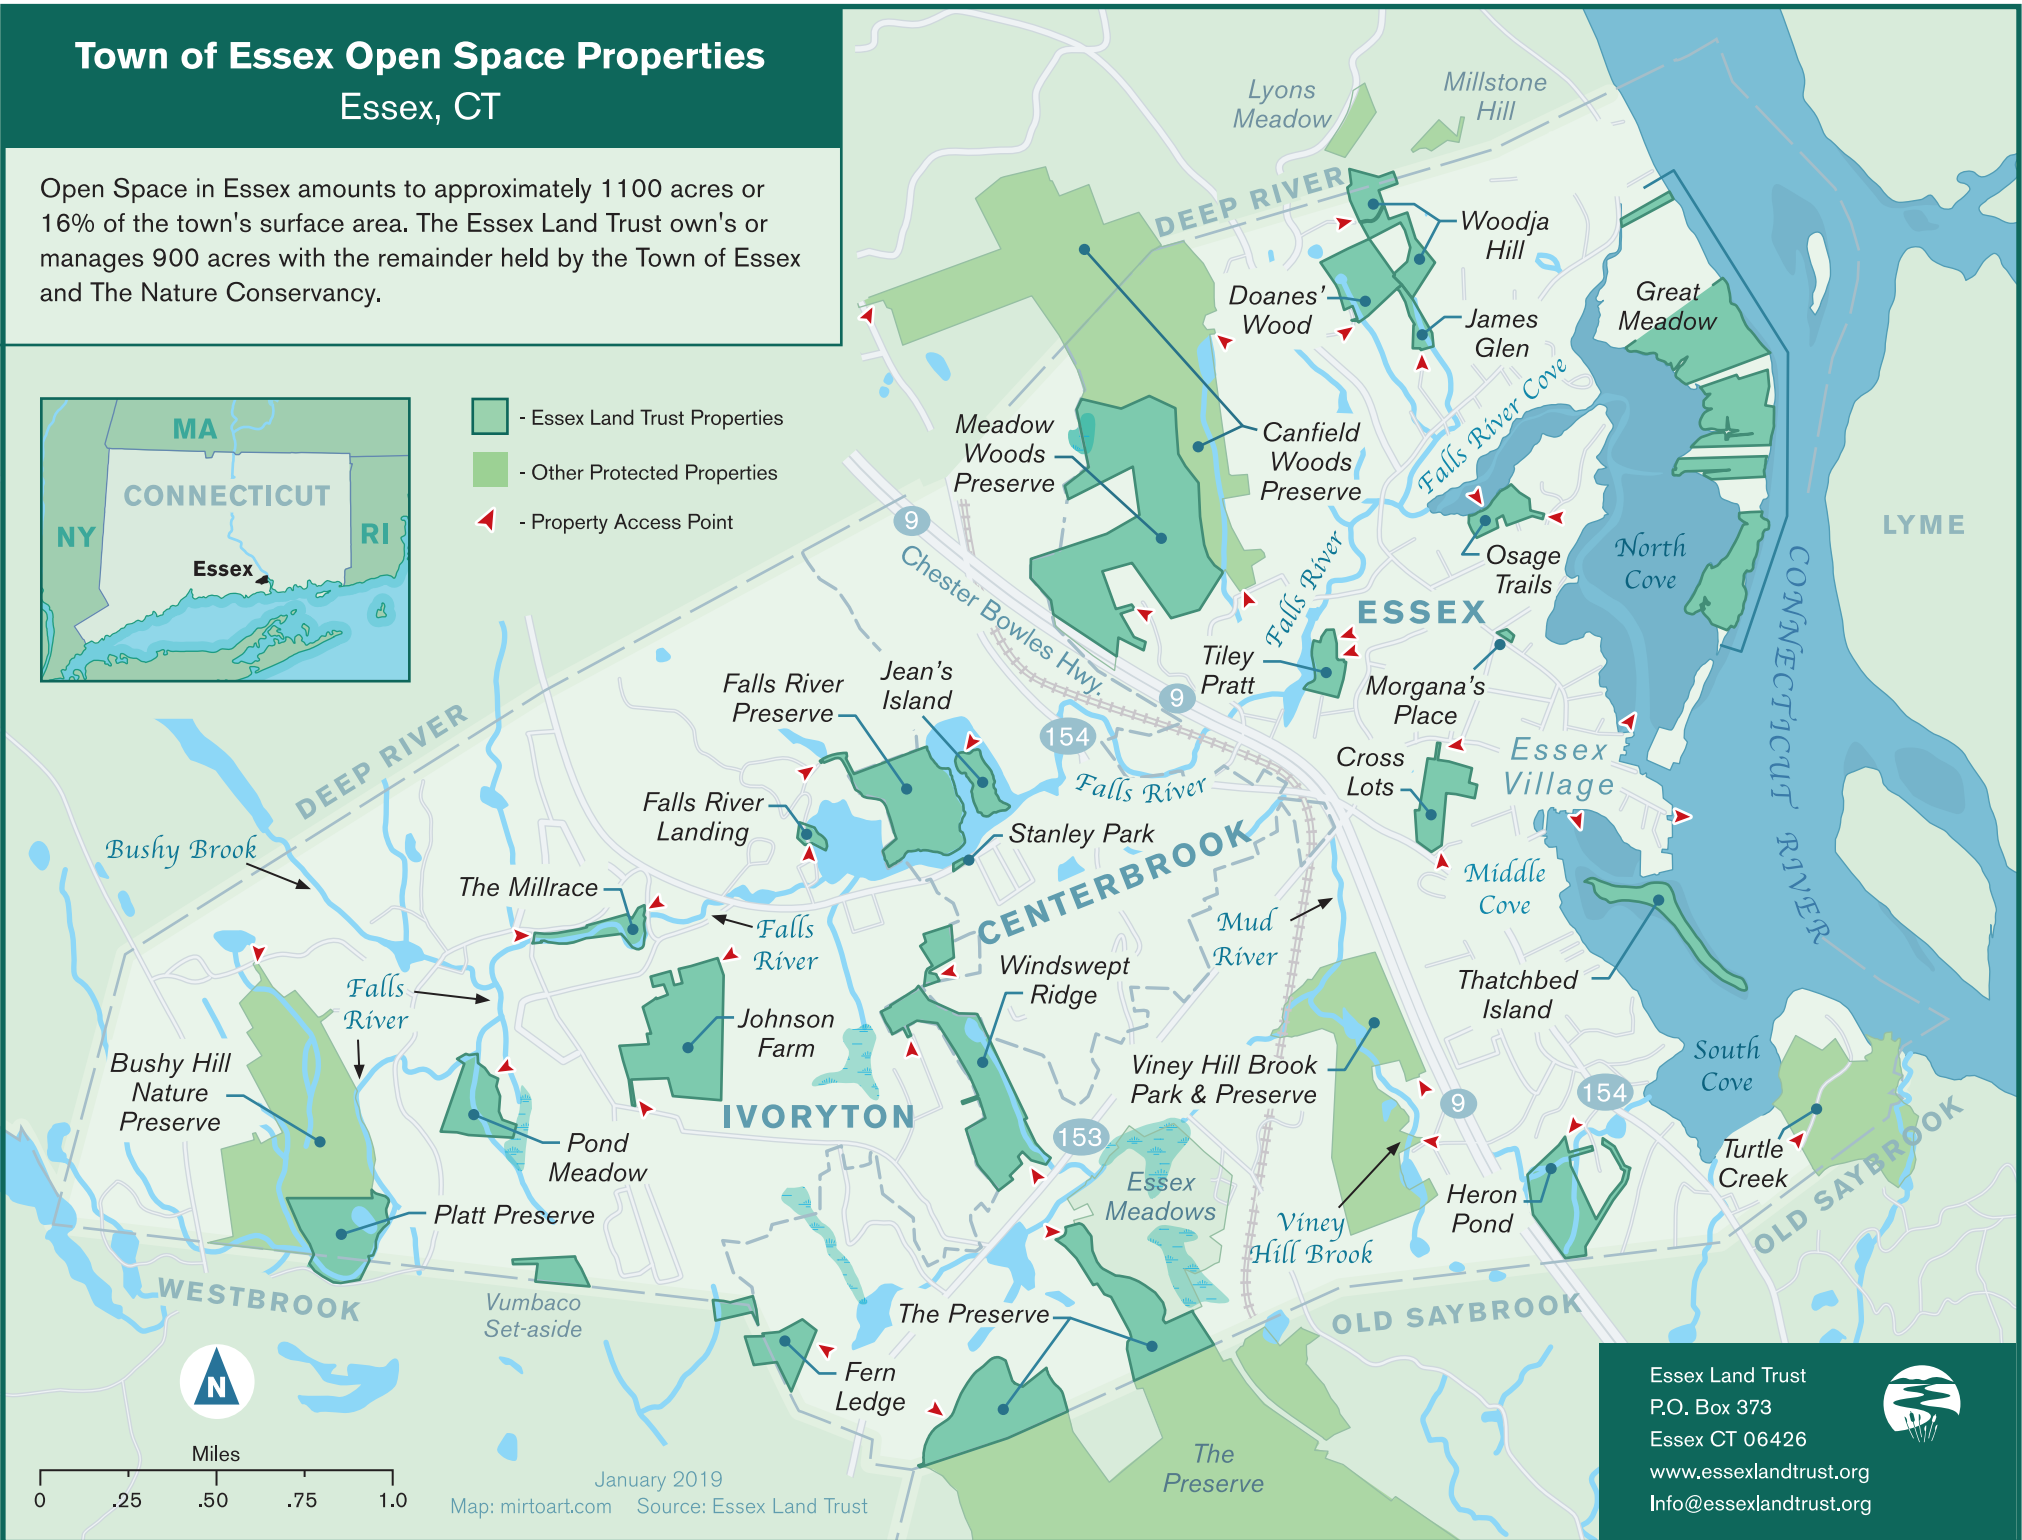 Town of Essex Open Space Properties
Essex, CT
Open Space in Essex amounts to approximately 1100 acres or
16% of the town's surface area. The Essex Land Trust own's or
manages 900 acres with the remainder held by the Town of Essex
and The Nature Conservancy.
MA
CONNECTICUT
NY
RI
Essex
- Essex Land Trust Properties
- Other Protected Properties
- Property Access Point
Lyons
Meadow
Millstone
Hill
DEEP RIVER
Woodja
Hill
Doanes'
Wood
James
Glen
Great
Meadow
Falls River Cove
Meadow
Woods
Preserve
Canfield
Woods
Preserve
9
Chester Bowles Hwy.
Osage
Trails
North
Cove
LYME
CONNECTICUT RIVER
Falls River
ESSEX
Tiley
Pratt
Morgana's
Place
9
154
Falls River
Preserve
Jean's
Island
Cross
Lots
Essex
Village
Falls River
Falls River
Landing
Stanley Park
CENTERBROOK
DEEP RIVER
Bushy Brook
The Millrace
Falls
River
Mud
River
Middle
Cove
Thatchbed
Island
Windswept
Ridge
Falls
River
Johnson
Farm
IVORYTON
Bushy Hill
Nature
Preserve
Pond
Meadow
Platt Preserve
Viney Hill Brook
Park & Preserve
153
9
154
South
Cove
Turtle
Creek
OLD SAYBROOK
Essex
Meadows
Viney
Hill Brook
Heron
Pond
WESTBROOK
Vumbaco
Set-aside
The Preserve
OLD SAYBROOK
Fern
Ledge
The
Preserve
N
Miles
0 .25 .50 .75 1.0
January 2019
Map: mirtoart.com Source: Essex Land Trust
Essex Land Trust
P.O. Box 373
Essex CT 06426
www.essexlandtrust.org
Info@essexlandtrust.org